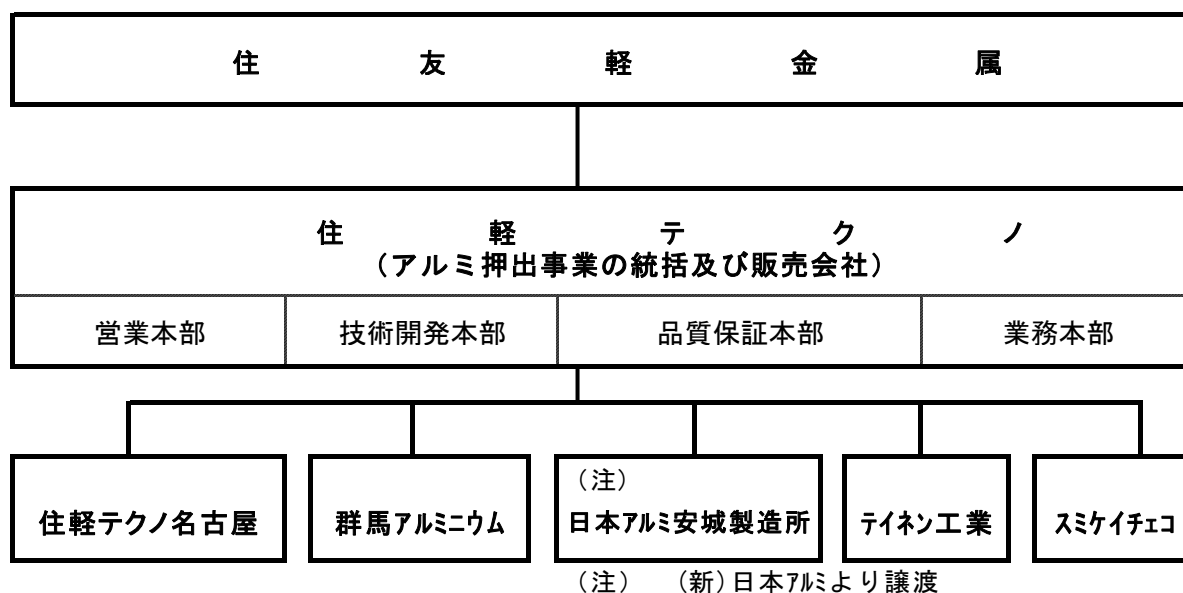 住友軽金属
住軽テクノ
（アルミ押出事業の統括及び販売会社）
営業本部 技術開発本部 品質保証本部 業務本部
（注）
住軽テクノ名古屋 群馬ｱﾙﾐﾆｳﾑ 日本ｱﾙﾐ安城製造所 ﾃｲﾈﾝ工業 ｽﾐｹｲﾁｪｺ
（注） （新）日本ｱﾙﾐより譲渡